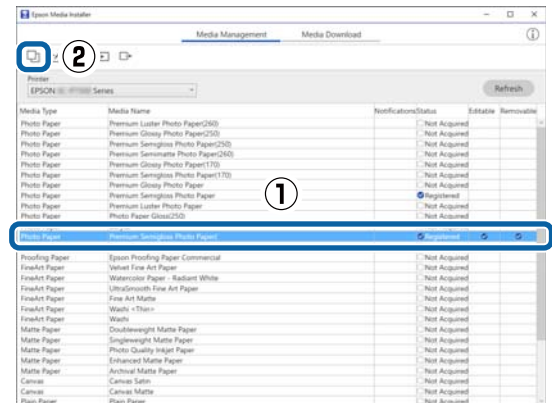 Epson Media Installer
Media Management Media Download
②
Printer
EPSON Series
Refresh
Media Type Media Name Notifications Status Editable Removable
Photo Paper Premium Luster Photo Paper(260) Not Acquired
Photo Paper Premium Glossy Photo Paper(250) Not Acquired
Photo Paper Premium Semigloss Photo Paper(250) Not Acquired
Photo Paper Premium Semimatte Photo Paper(260) Not Acquired
Photo Paper Premium Glossy Photo Paper(170) Not Acquired
Photo Paper Premium Semigloss Photo Paper(170) Not Acquired
Photo Paper Premium Glossy Photo Paper Not Acquired
Photo Paper Premium Semigloss Photo Paper ① Registered
Photo Paper Premium Luster Photo Paper Not Acquired
Photo Paper Photo Paper Gloss(250) Not Acquired
Photo Paper Premium Semigloss Photo Paper( Registered
Proofing Paper Epson Proofing Paper Commercial Not Acquired
FineArt Paper Velvet Fine Art Paper Not Acquired
FineArt Paper Watercolor Paper - Radiant White Not Acquired
FineArt Paper UltraSmooth Fine Art Paper Not Acquired
FineArt Paper Fine Art Matte Not Acquired
FineArt Paper Washi <Thin> Not Acquired
FineArt Paper Washi Not Acquired
Matte Paper Doubleweight Matte Paper Not Acquired
Matte Paper Singleweight Matte Paper Not Acquired
Matte Paper Photo Quality Inkjet Paper Not Acquired
Matte Paper Enhanced Matte Paper Not Acquired
Matte Paper Archival Matte Paper Not Acquired
Canvas Canvas Satin Not Acquired
Canvas Canvas Matte Not Acquired
Plain Paper Plain Paper Not Acquired